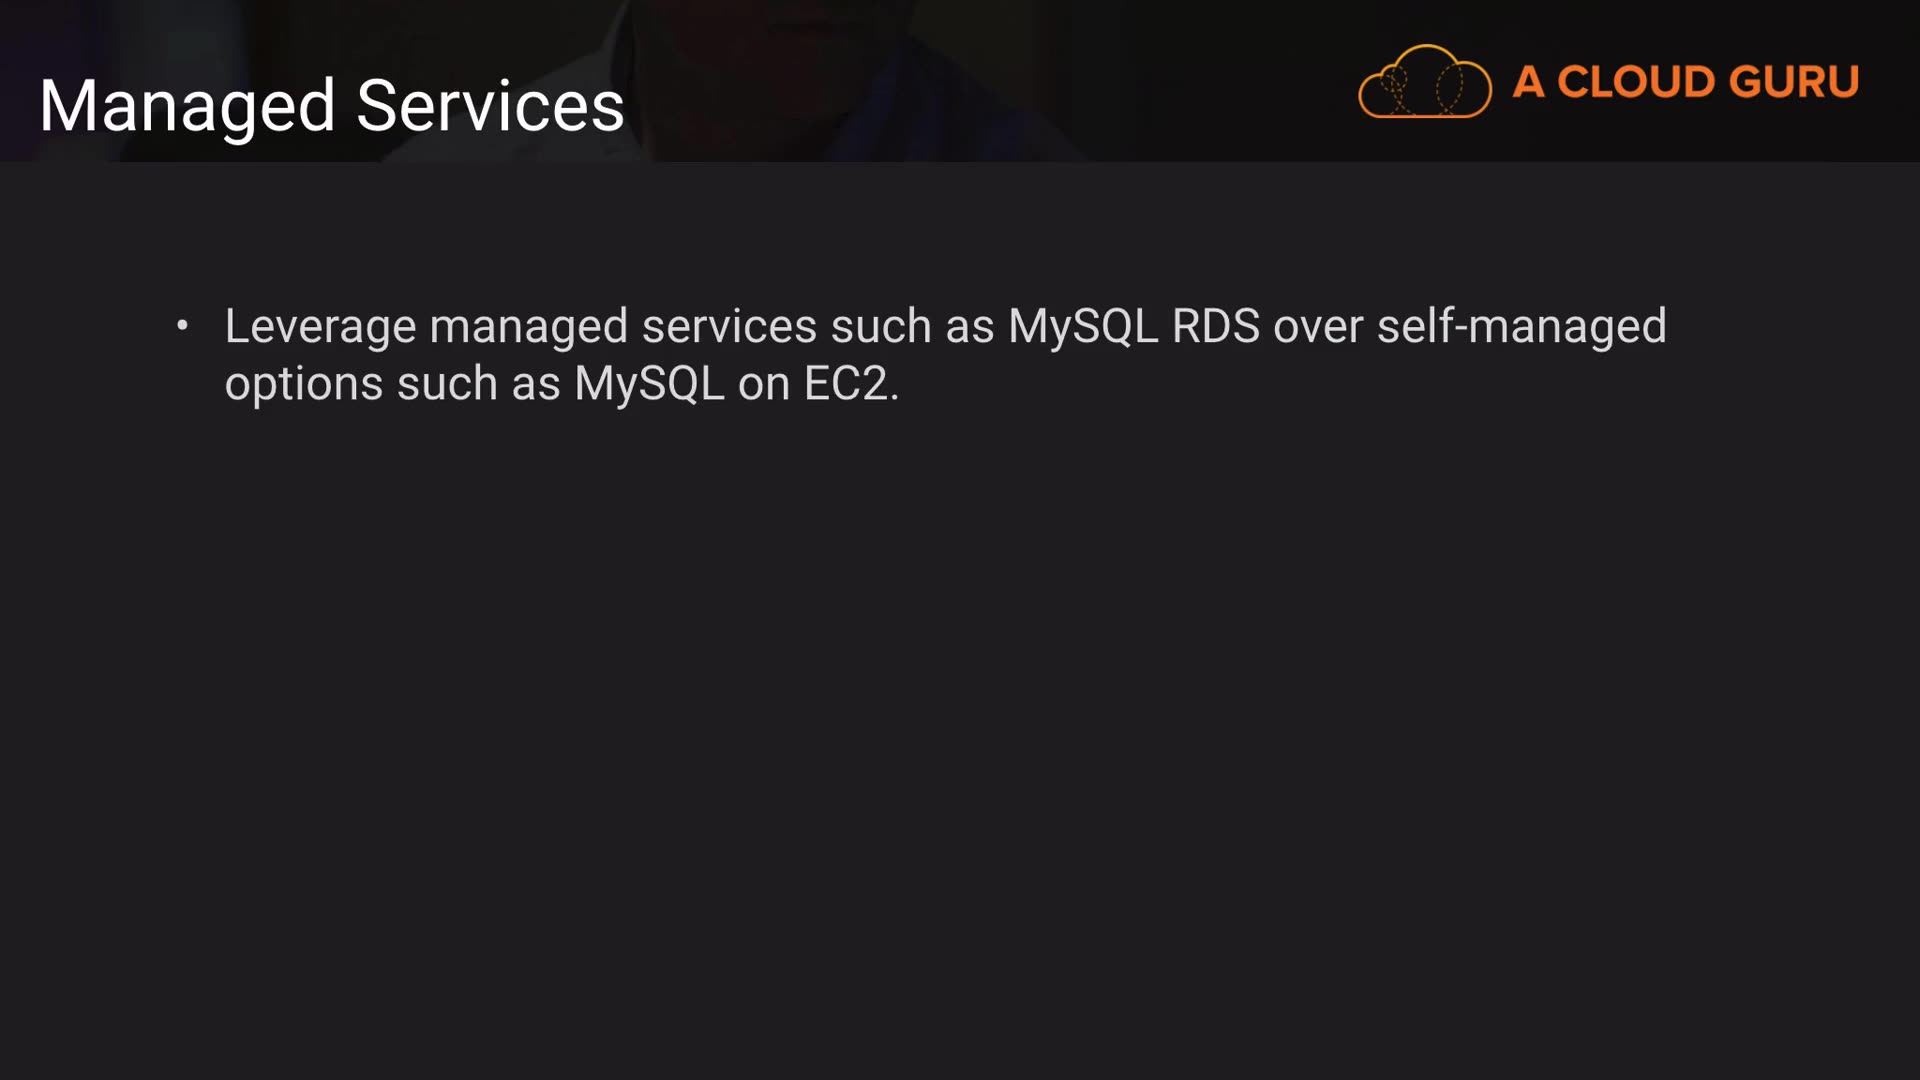 Managed Services
A CLOUD GURU
• Leverage managed services such as MySQL RDS over self-managed
options such as MySQL on EC2.